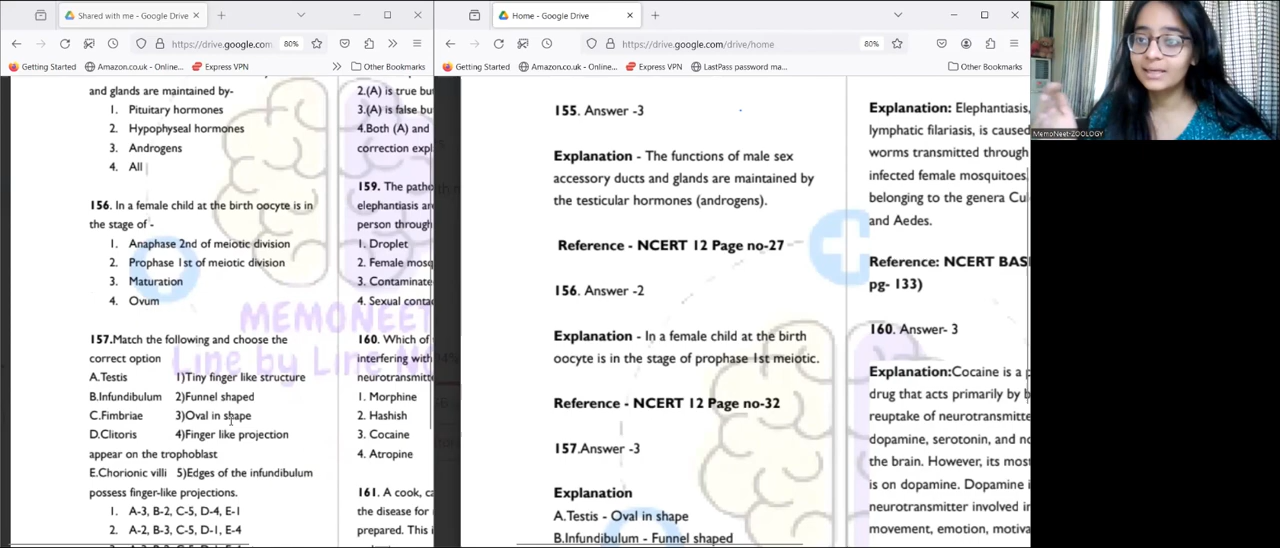 Shared with me - Google Drive
Home - Google Drive
https://drive.google.com
80%
https://drive.google.com/drive/home
80%
Getting Started
Amazon.co.uk - Online...
Express VPN
Other Bookmarks
Getting Started
Amazon.co.uk - Online...
Express VPN
LastPass password ma...
Other Bookmarks
and glands are maintained by-
1. Pituitary hormones
2. Hypophyseal hormones
3. Androgens
4. All
156. In a female child at the birth oocyte is in
the stage of -
1. Anaphase 2nd of meiotic division
2. Prophase 1st of meiotic division
3. Maturation
4. Ovum
157.Match the following and choose the
correct option
A.Testis 1)Tiny finger like structure
B.Infundibulum 2)Funnel shaped
C.Fimbriae 3)Oval in shape
D.Clitoris 4)Finger like projection
appear on the trophoblast
E.Chorionic villi 5)Edges of the infundibulum
possess finger-like projections.
1. A-3, B-2, C-5, D-4, E-1
2. A-2, B-3, C-5, D-1, E-4
2.(A) is true
3.(A) is false
4.Both (A) and
correction
159. The
elephantiasis
person through
1. Droplet
2. Female
3.
4. Sexual
160. Which of
interfering with
1. Morphine
2. Hashish
3. Cocaine
4. Atropine
161. A cook,
the disease for
prepared. This
MEMONEET
Line by Line
155. Answer -3
Explanation - The functions of male sex
accessory ducts and glands are maintained by
the testicular hormones (androgens).
Reference - NCERT 12 Page no-27
156. Answer -2
Explanation - In a female child at the birth
oocyte is in the stage of prophase 1st meiotic.
Reference - NCERT 12 Page no-32
157.Answer -3
Explanation
A.Testis - Oval in shape
B.Infundibulum - Funnel shaped
Explanation: Elephantiasis,
lymphatic filariasis, is caused
worms transmitted through
infected female mosquitoes
belonging to the genera
and Aedes.
Reference: NCERT
pg- 133)
160. Answer- 3
Explanation:Cocaine is a
drug that acts primarily by
reuptake of
dopamine, serotonin, and
the brain. However, its most
is on dopamine. Dopamine
neurotransmitter involved
movement, emotion,
MemoNeet-ZOOLOGY